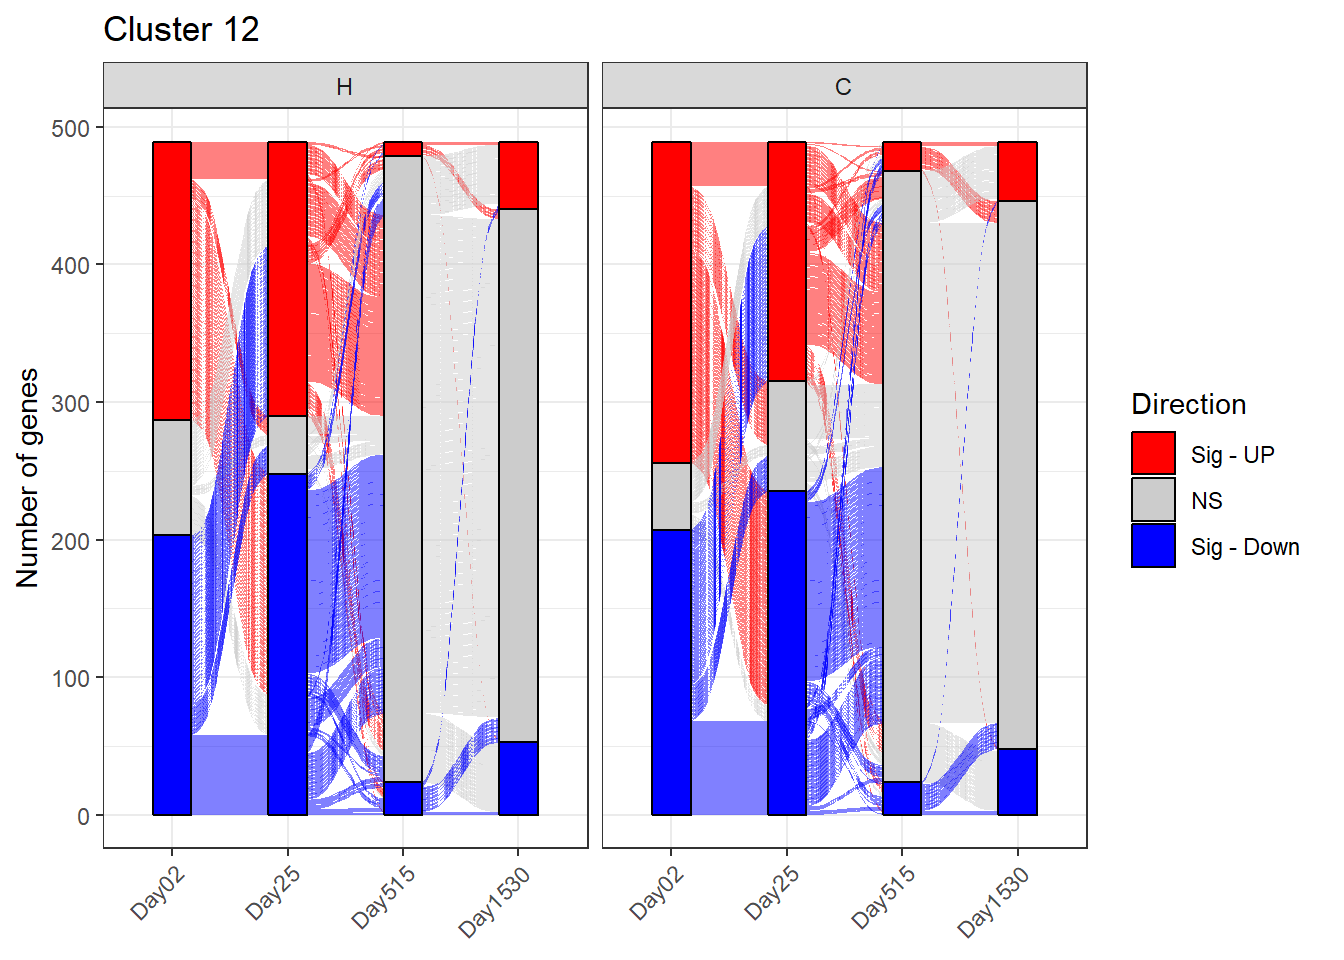 Cluster 12
H
C
Number of genes
500
400
300
200
100
0
Day02
Day25
Day515
Day1530
Day02
Day25
Day515
Day1530
Direction
Sig - UP
NS
Sig - Down